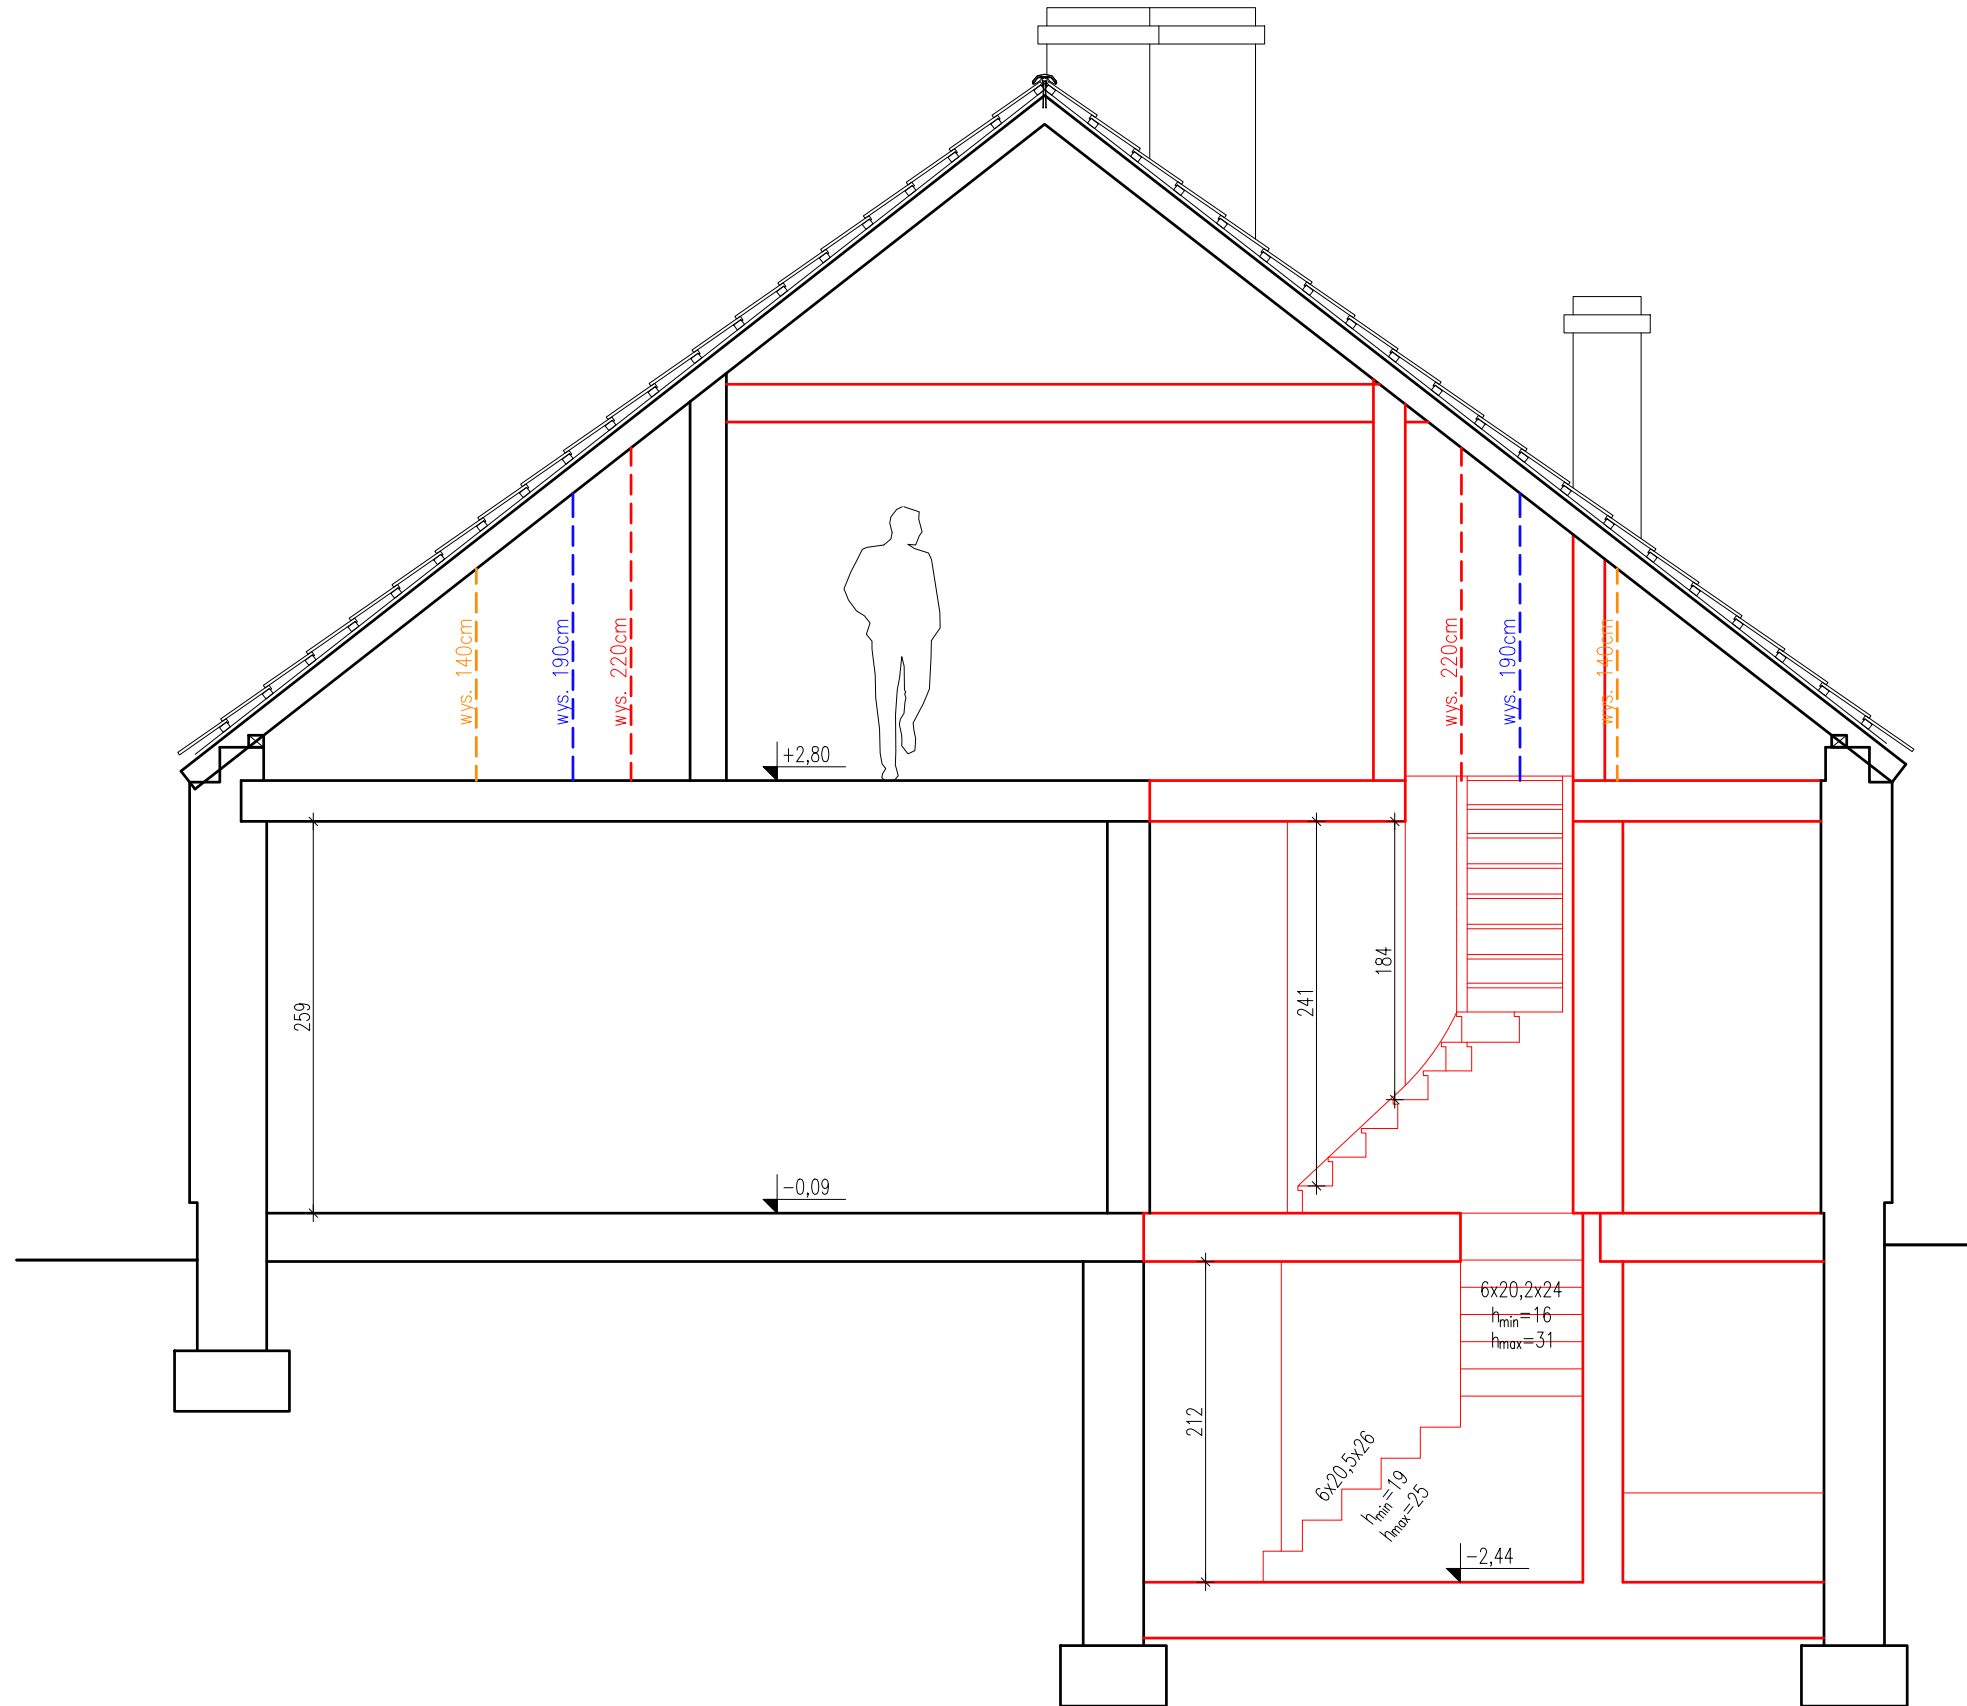 wys. 140cm
wys. 190cm
wys. 220cm
wys. 220cm
wys. 190cm
wys. 140cm
+2,80
259
241
184
-0,09
6x20,2x24
hmin=16
hmax=31
212
6x20,5x26
hmin=19
hmax=25
-2,44